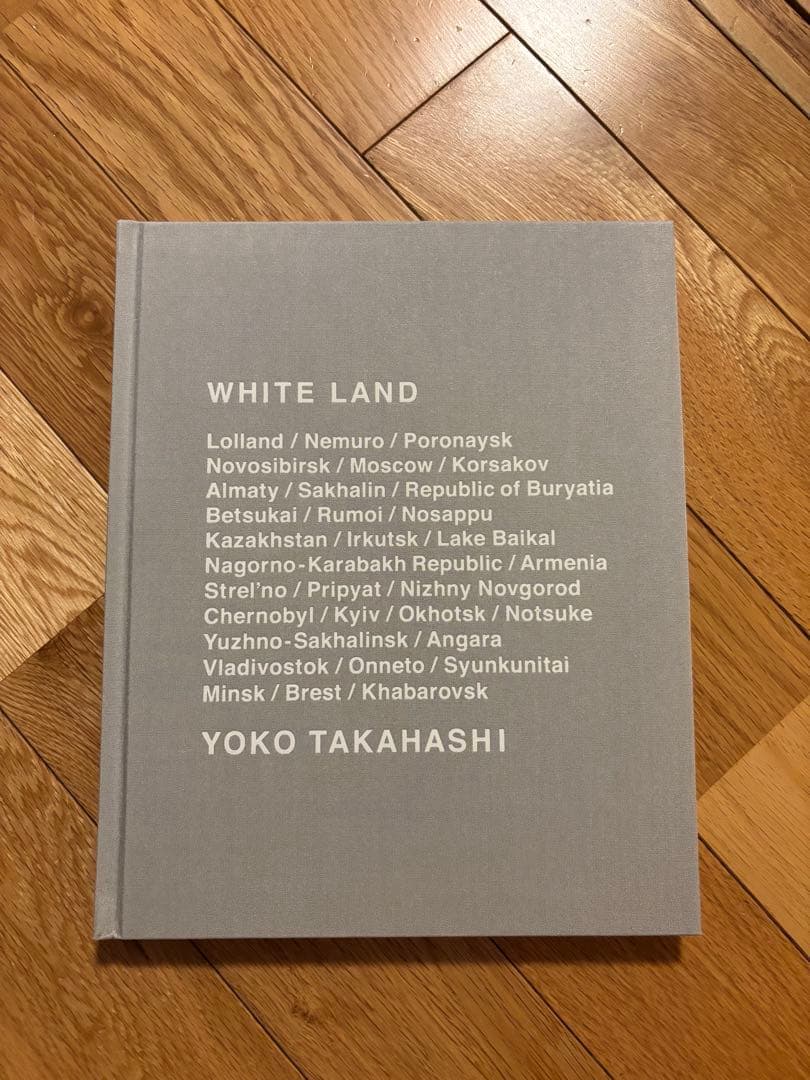 WHITE LAND
Lolland / Nemuro / Poronaysk
Novosibirsk / Moscow / Korsakov
Almaty / Sakhalin / Republic of Buryatia
Betsukai / Rumoi / Nosappu
Kazakhstan / Irkutsk / Lake Baikal
Nagorno-Karabakh Republic / Armenia
Strel'no / Pripyat / Nizhny Novgorod
Chernobyl / Kyiv / Okhotsk / Notsuke
Yuzhno-Sakhalinsk / Angara
Vladivostok / Onneto / Syunkunitai
Minsk / Brest / Khabarovsk
YOKO TAKAHASHI